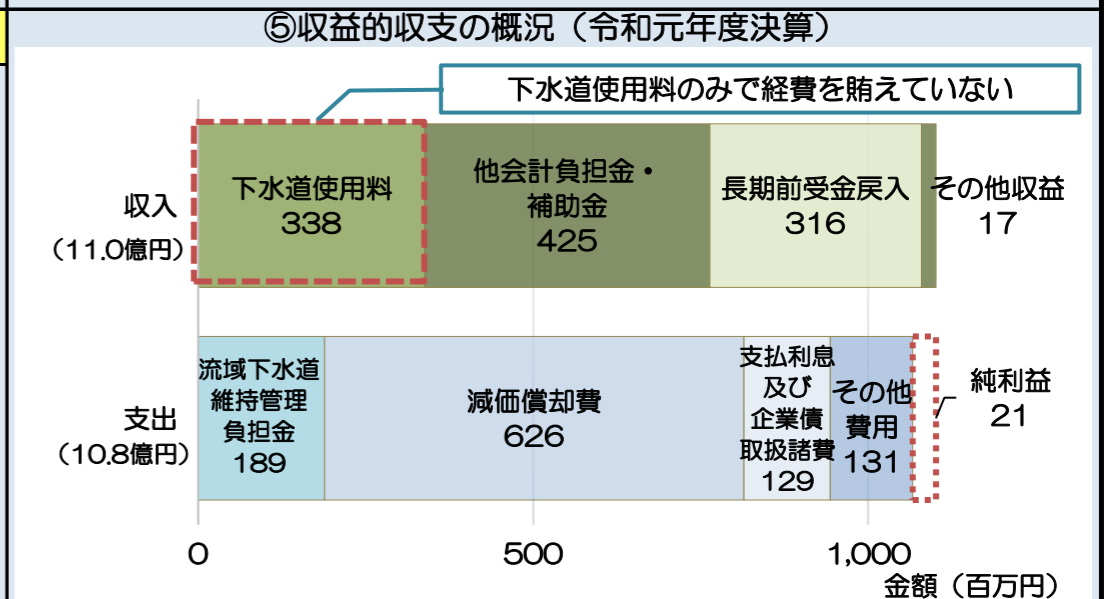 ⑤収益的収支の概況（令和元年度決算）
下水道使用料のみで経費を賄えていない
収入
（11.0億円）
下水道使用料
338
他会計負担金・
補助金
425
長期前受金戻入
316
その他収益
17
支出
（10.8億円）
流域下水道
維持管理
負担金
189
減価償却費
626
支払利息
及び
企業債
取扱諸費
129
その他
費用
131
純利益
21
0
500
1,000
金額（百万円）